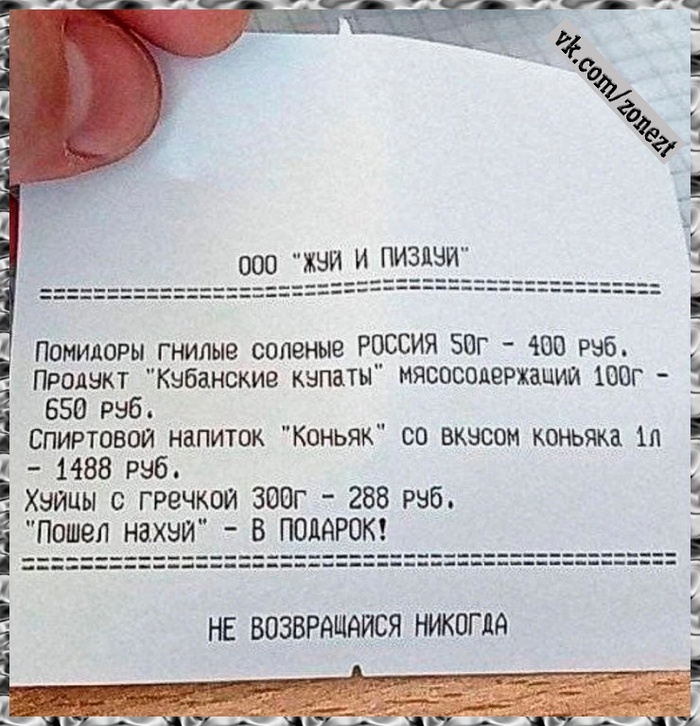 vk.com/zonezt
ООО "ЖУЙ И ПИЗДУЙ"
==================================================
Помидоры гнилые соленые РОССИЯ 50г - 400 руб.
Продукт "Кубанские купаты" мясосодержащий 100г -
650 руб.
Спиртовой напиток "Коньяк" со вкусом коньяка 1л
- 1488 руб.
Хуйцы с гречкой 300г - 288 руб.
"Пошел нахуй" - В ПОДАРОК!
==================================================
НЕ ВОЗВРАЩАЙСЯ НИКОГДА